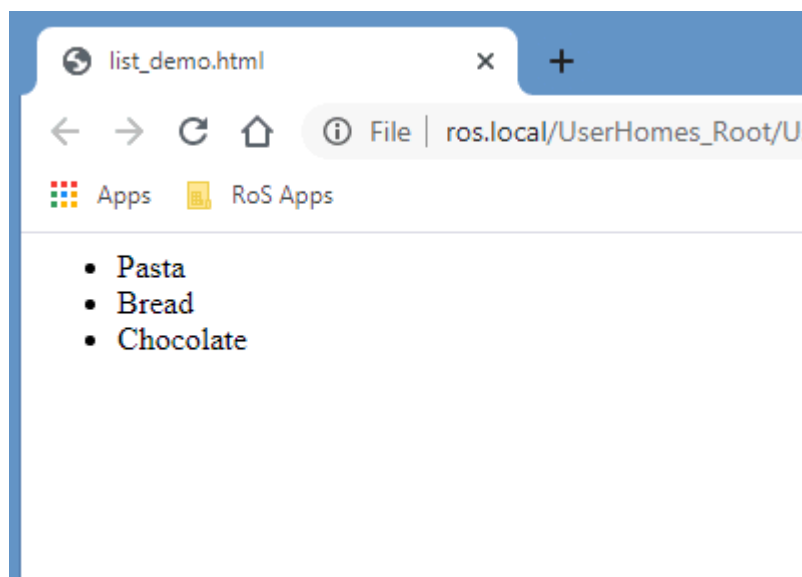 list_demo.html
File ros.local/UserHomes_Root/U
Apps RoS Apps
Pasta
Bread
Chocolate